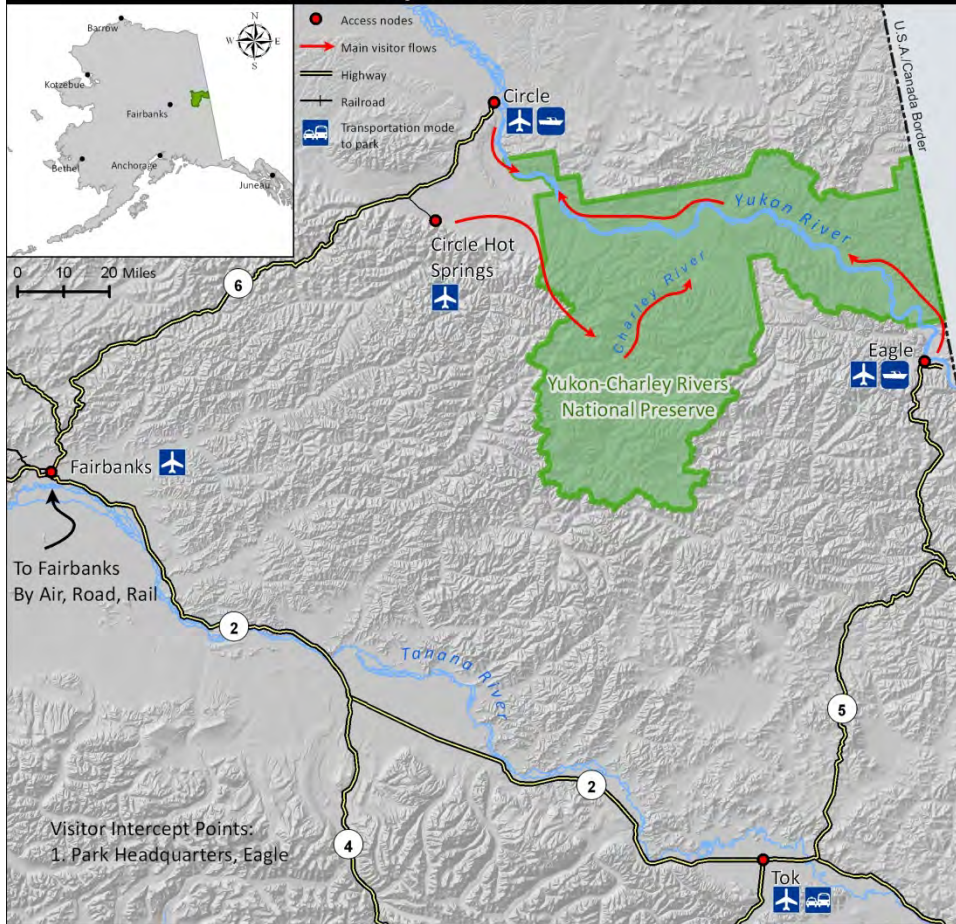 Barrow
Kotzebue
Fairbanks
Bethel
Anchorage
Juneau
N
W
E
S
Access nodes
Main visitor flows
Highway
Railroad
Transportation mode
to park
0 10 20 Miles
U.S.A./Canada Border
Circle
Circle Hot
Springs
6
Yukan River
Charley River
Yukon-Charley Rivers
National Preserve
Eagle
Fairbanks
To Fairbanks
By Air, Road, Rail
2
Tanana River
5
2
4
Visitor Intercept Points:
1. Park Headquarters, Eagle
Tok